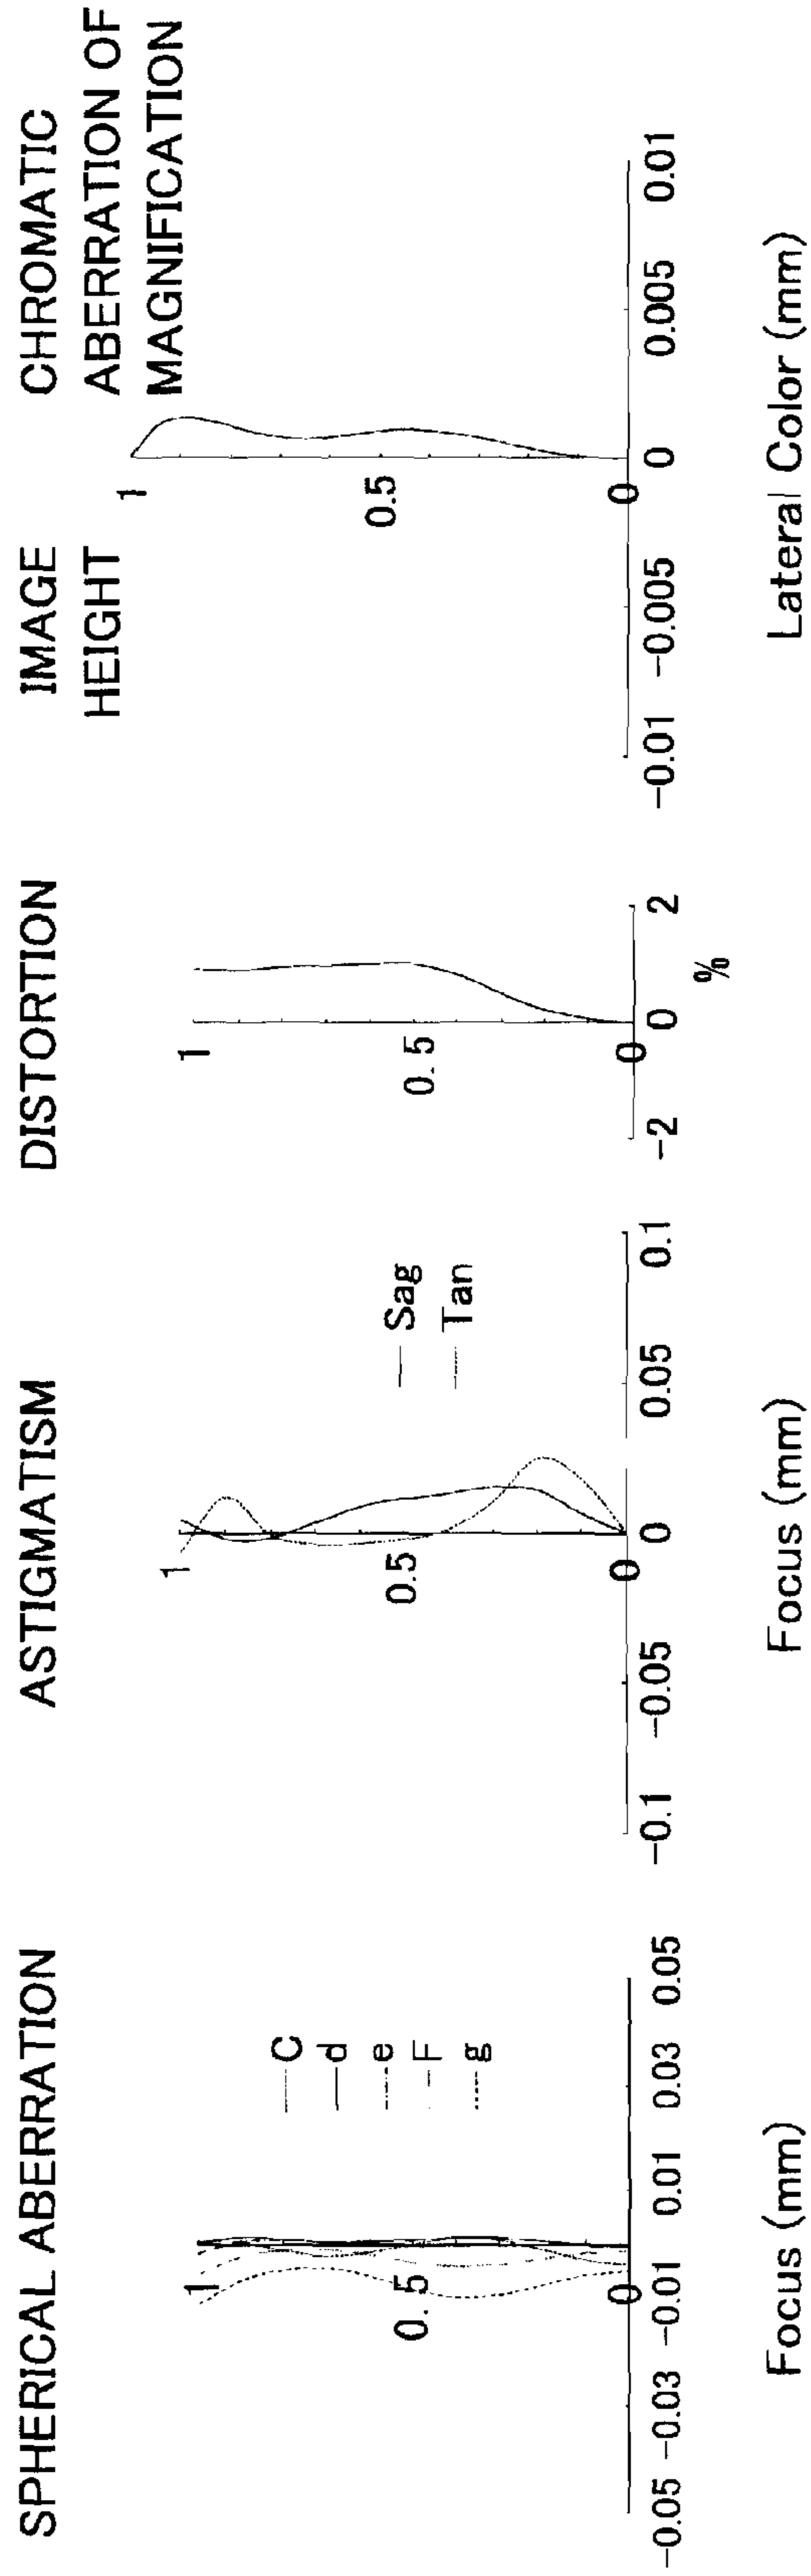 SPHERICAL ABERRATION
1
0.5
0
C
d
e
F
g
-0.05 -0.03 -0.01 0.01 0.03 0.05
Focus (mm)
ASTIGMATISM
1
0.5
0
Sag
Tan
-0.1 -0.05 0 0.05 0.1
Focus (mm)
DISTORTION
1
0.5
0
-2 0 2
%
IMAGE
HEIGHT
CHROMATIC
ABERRATION OF
MAGNIFICATION
1
0.5
0
-0.01 -0.005 0 0.005 0.01
Lateral Color (mm)